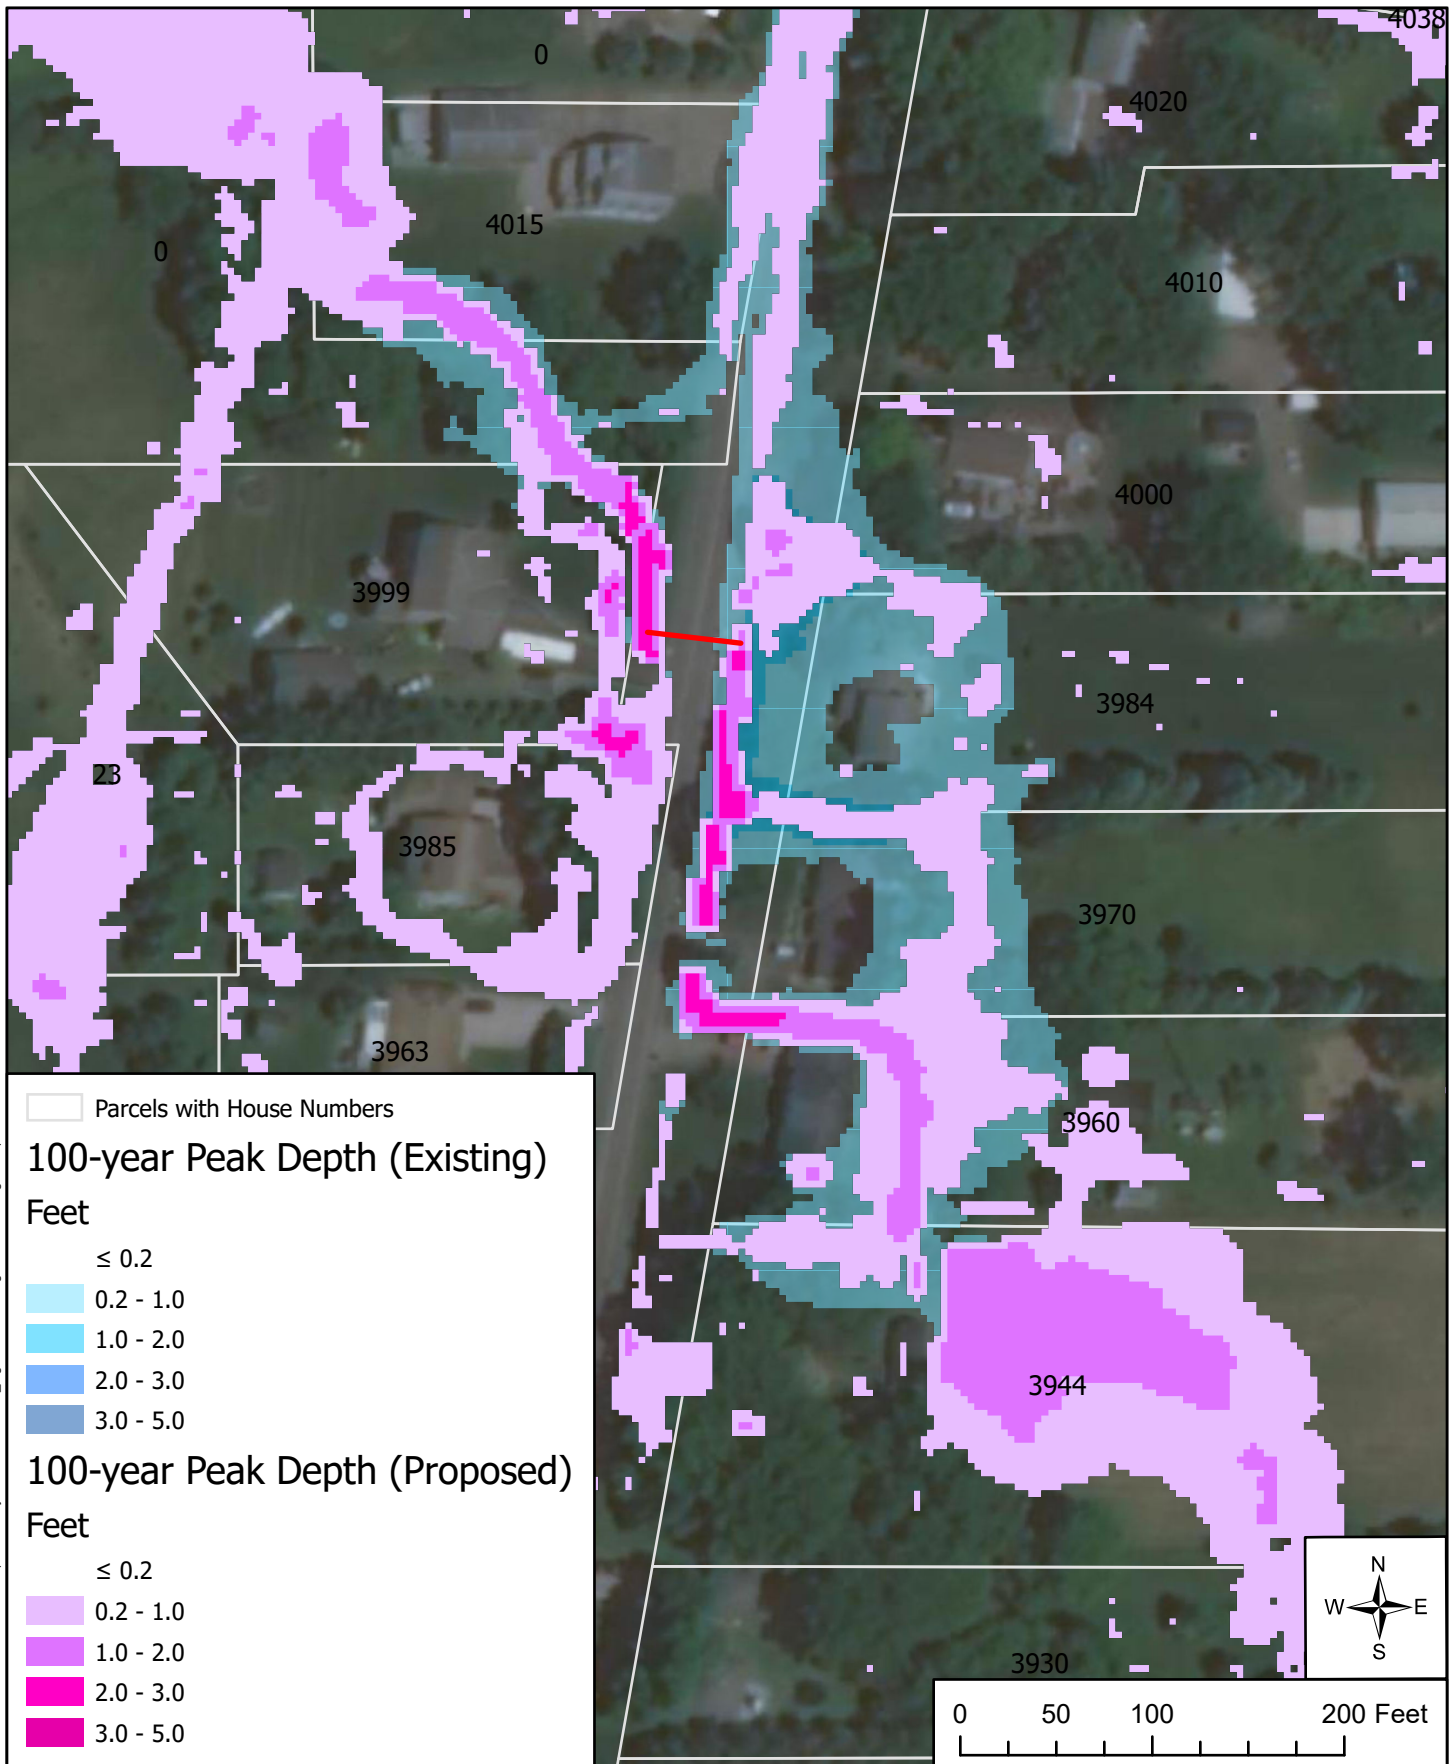 4038
0
4020
4015
0
4010
4000
3999
3984
23
3985
3970
3963
3960
3944
3930
Parcels with House Numbers
100-year Peak Depth (Existing)
Feet
≤ 0.2
0.2 - 1.0
1.0 - 2.0
2.0 - 3.0
3.0 - 5.0
100-year Peak Depth (Proposed)
Feet
≤ 0.2
0.2 - 1.0
1.0 - 2.0
2.0 - 3.0
3.0 - 5.0
N
W E
S
0 50 100 200 Feet